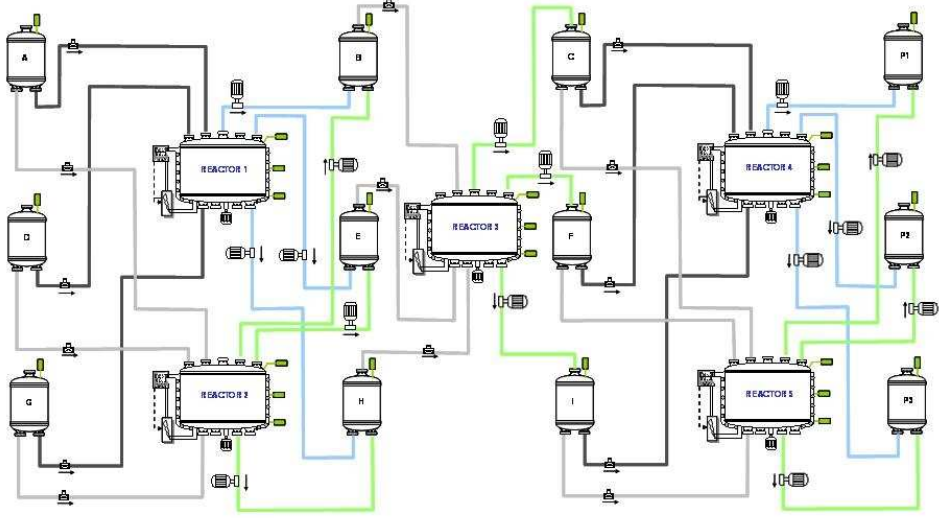 A
B
C
P1
REACTOR 1
REACTOR 4
D
E
REACTOR 3
F
P2
G
REACTOR 2
H
I
REACTOR 5
P3